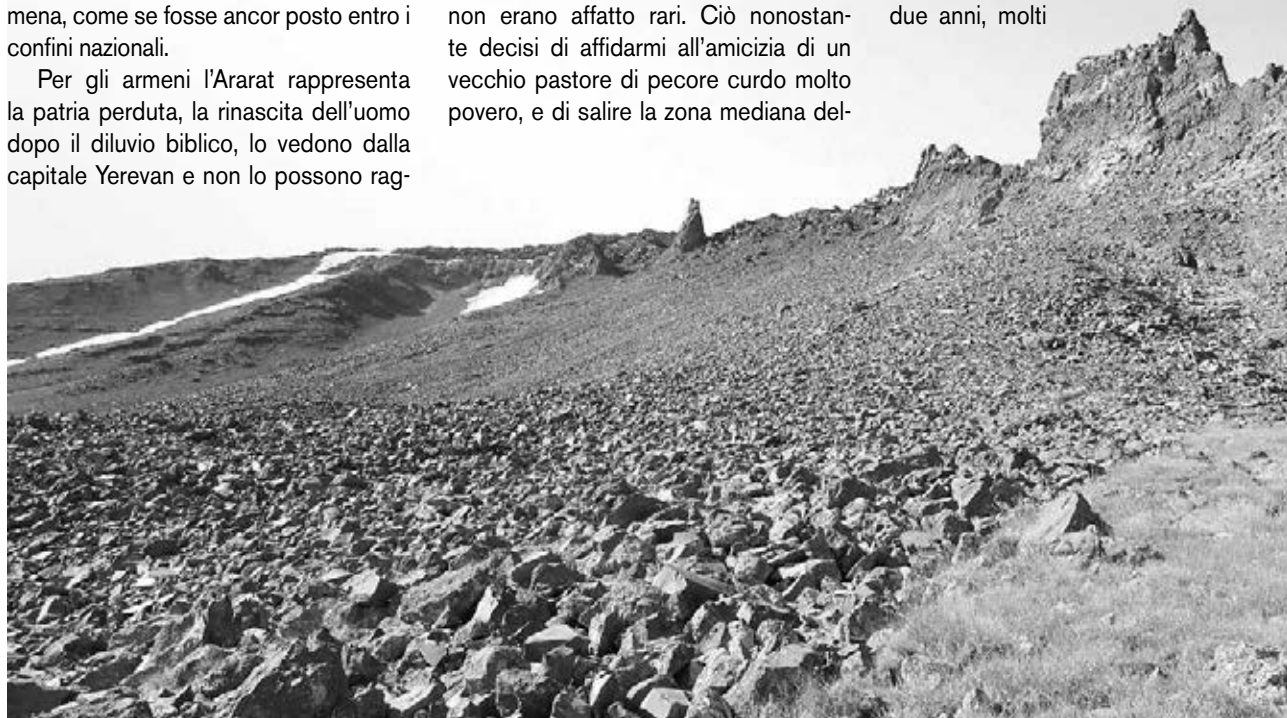 mena, come se fosse ancor posto entro i
confini nazionali.
Per gli armeni l'Ararat rappresenta
la patria perduta, la rinascita dell'uomo
dopo il diluvio biblico, lo vedono dalla
capitale Yerevan e non lo possono rag-
non erano affatto rari. Ciò nonostan-
te decisi di affidarmi all'amicizia di un
vecchio pastore di pecore curdo molto
povero, e di salire la zona mediana del-
due anni, molti